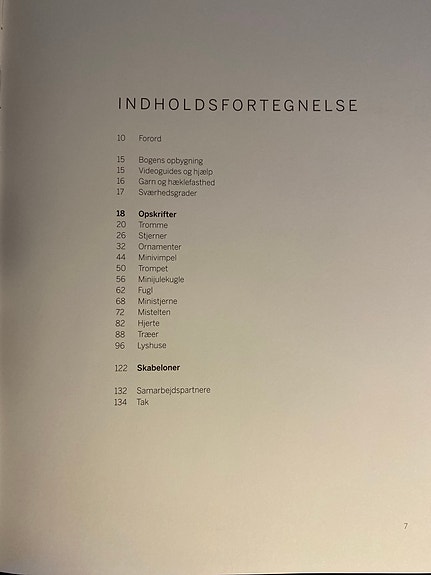 INDHOLDSFORTEGNELSE
10 Forord
15 Bogens opbygning
15 Videoguides og hjælp
16 Garn og hæklefasthed
17 Sværhedsgrader
18 Opskrifter
20 Tromme
26 Stjerner
32 Ornamenter
44 Minivimpel
50 Trompet
56 Minijulekugle
62 Fugl
68 Ministjerne
72 Mistelten
82 Hjerte
88 Træer
96 Lyshuse
122 Skabeloner
132 Samarbejdspartnere
134 Tak
7